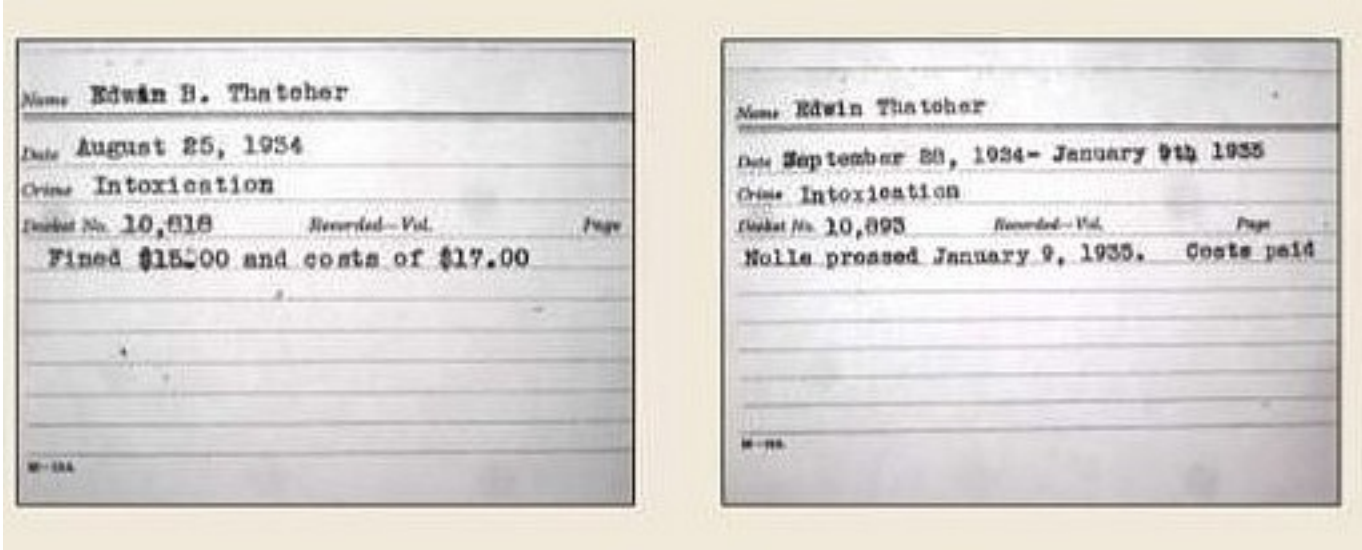 Name Edwin B. Thatcher
Date August 25, 1934
Crime Intoxication
Docket No. 10,818 Recorded—Vol. Page
Fined $15.00 and costs of $17.00
Name Edwin Thatcher
Date September 28, 1934- January 9th 1935
Crime Intoxication
Docket No. 10,893 Recorded—Vol. Page
Nolle prossed January 9, 1935. Costs paid